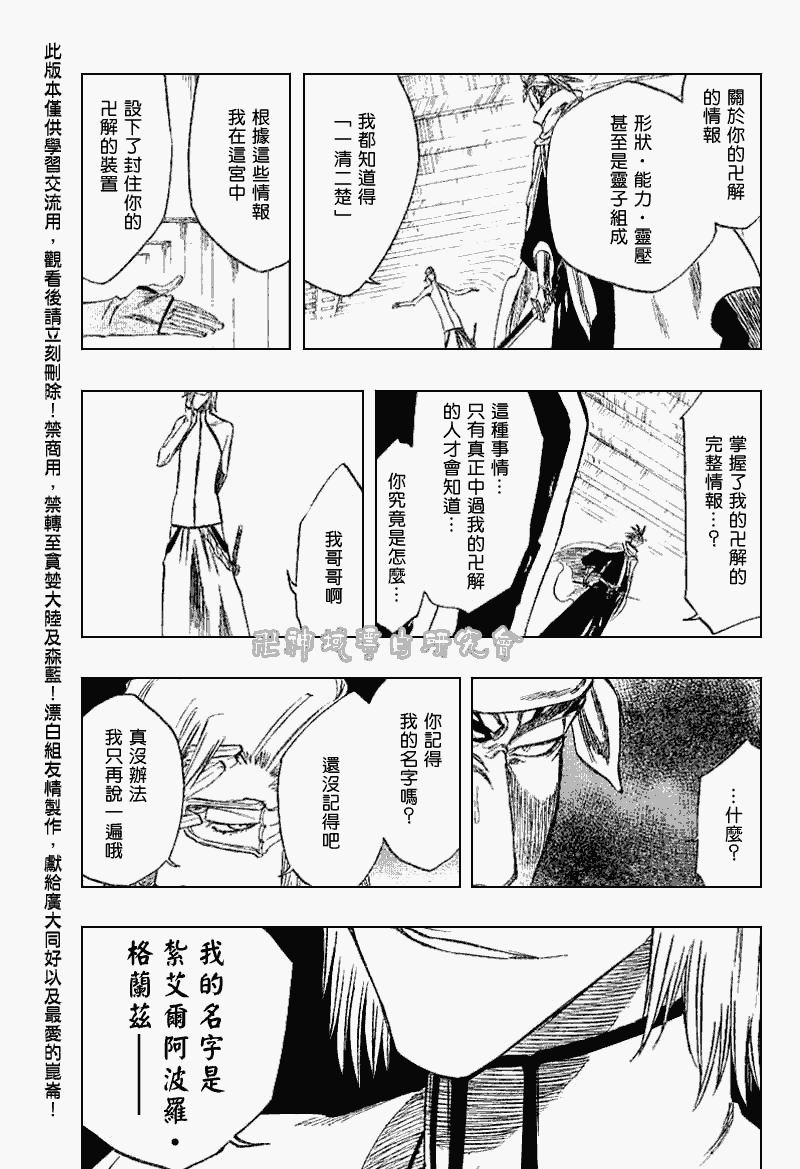 關於你的卍解
的情報
形狀・能力・靈壓
甚至是靈子組成
我都知道得
「一清二楚」
根據這些情報
我在這宮中
設下了封住你的
卍解的裝置
掌握了我的卍解的
完整情報…?
這種事情…
只有真正中過我的卍解
的人才會知道…
你究竟是怎麼…
我哥哥啊
…什麼?
你記得
我的名字嗎?
還沒記得吧
真沒辦法
我只再說一遍哦
我的名字是
紮艾爾阿波羅・
格蘭茲——
此版本僅供學習交流用，觀看後請立刻刪除！禁商用，禁轉至貪婪大陸及森藍！漂白組友情製作，獻給廣大同好以及最愛的崑崙！